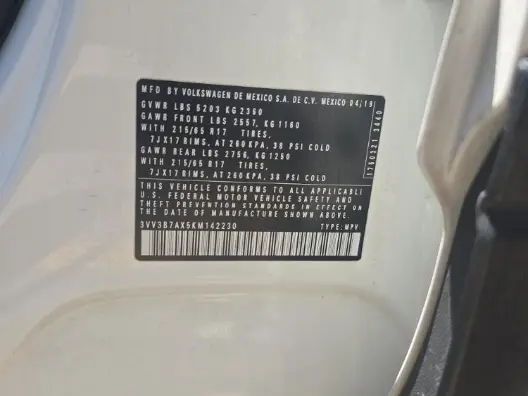 MFD BY VOLKSWAGEN DE MEXICO S.A. DE C.V. MEXICO 04/19
GVWR LBS 5203 KG 2360
GAWR FRONT LBS 2557, KG 1160
WITH 215/65 R17 TIRES,
7JX17 RIMS, AT 260 KPA, 38 PSI COLD
GAWR REAR LBS 2756, KG 1250
WITH 215/65 R17 TIRES,
7JX17 RIMS, AT 260 KPA, 38 PSI COLD
THIS VEHICLE CONFORMS TO ALL APPLICABLE
U.S. FEDERAL MOTOR VEHICLE SAFETY AND
THEFT PREVENTION STANDARDS IN EFFECT ON
THE DATE OF MANUFACTURE SHOWN ABOVE.
3VV3B7AX5KM142230 TYPE: MPV
1750321 3440